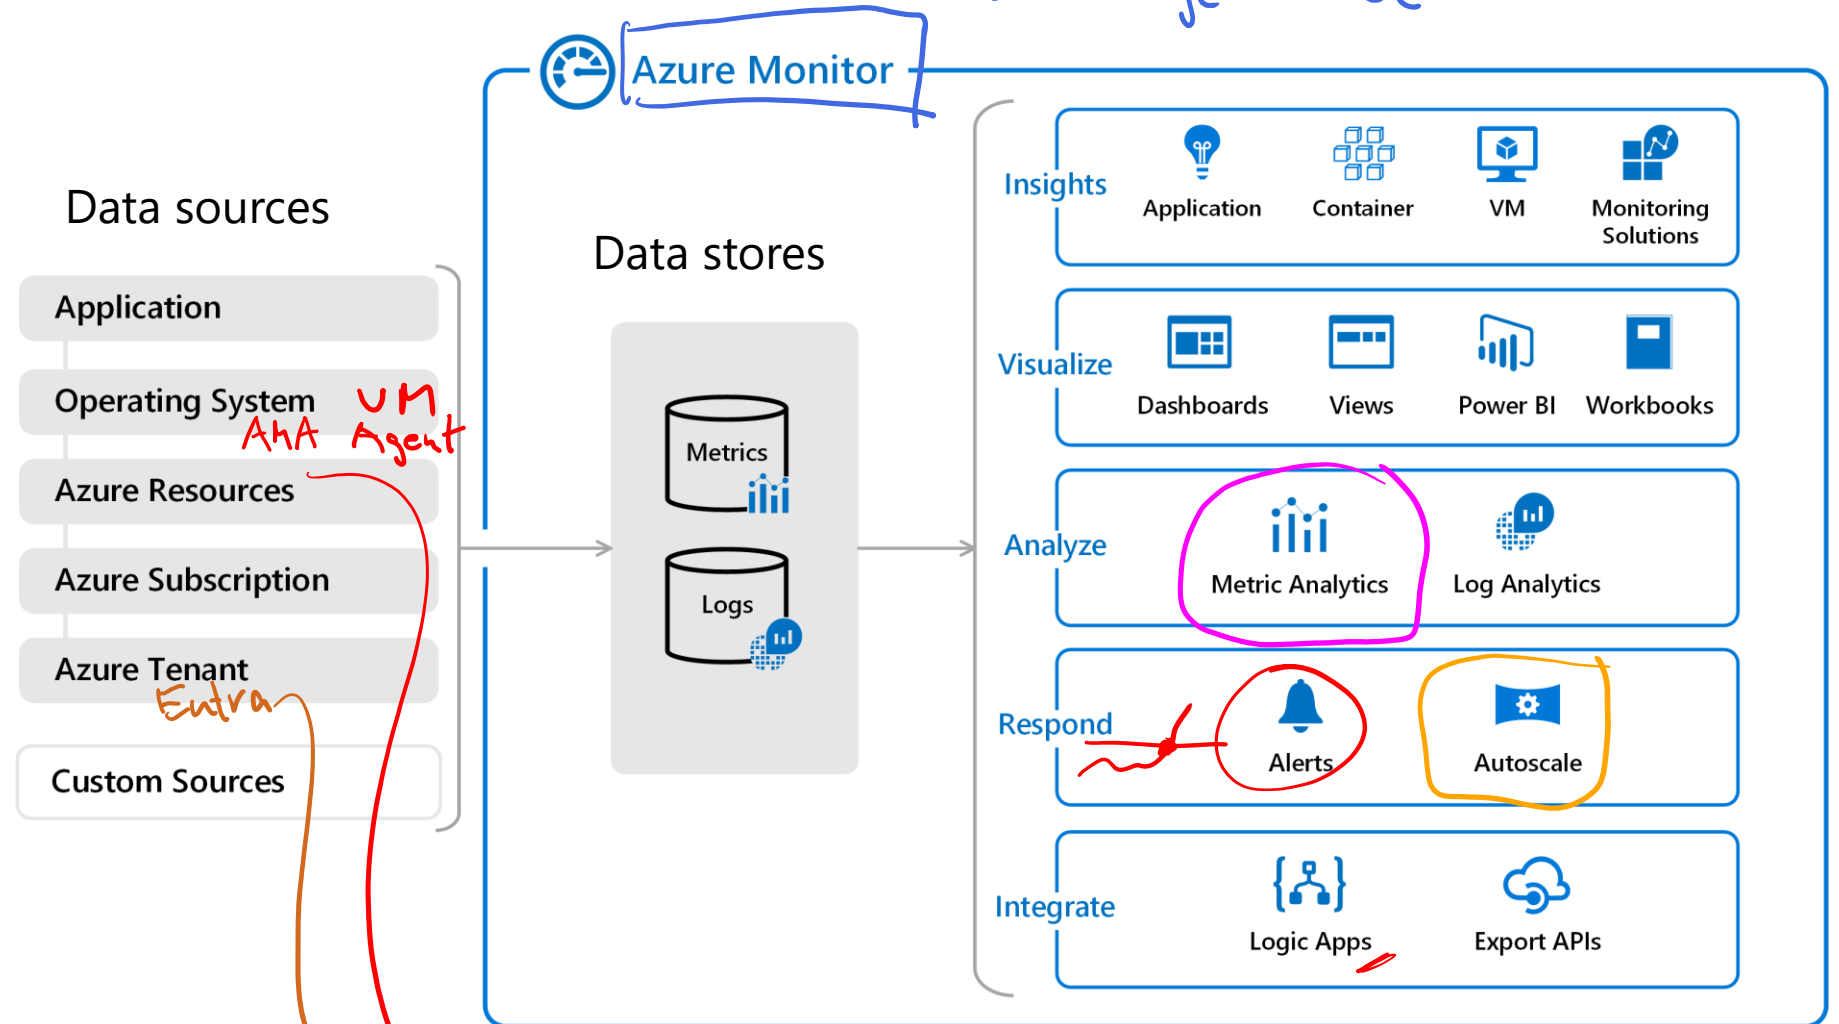 Azure Monitor
Data sources
Application
Operating System VM
AMA Agent
Azure Resources
Azure Subscription
Azure Tenant
Entra
Custom Sources
Data stores
Metrics
Logs
Insights
Application
Container
VM
Monitoring
Solutions
Visualize
Dashboards
Views
Power BI
Workbooks
Analyze
Metric Analytics
Log Analytics
Respond
Alerts
Autoscale
Integrate
Logic Apps
Export APIs